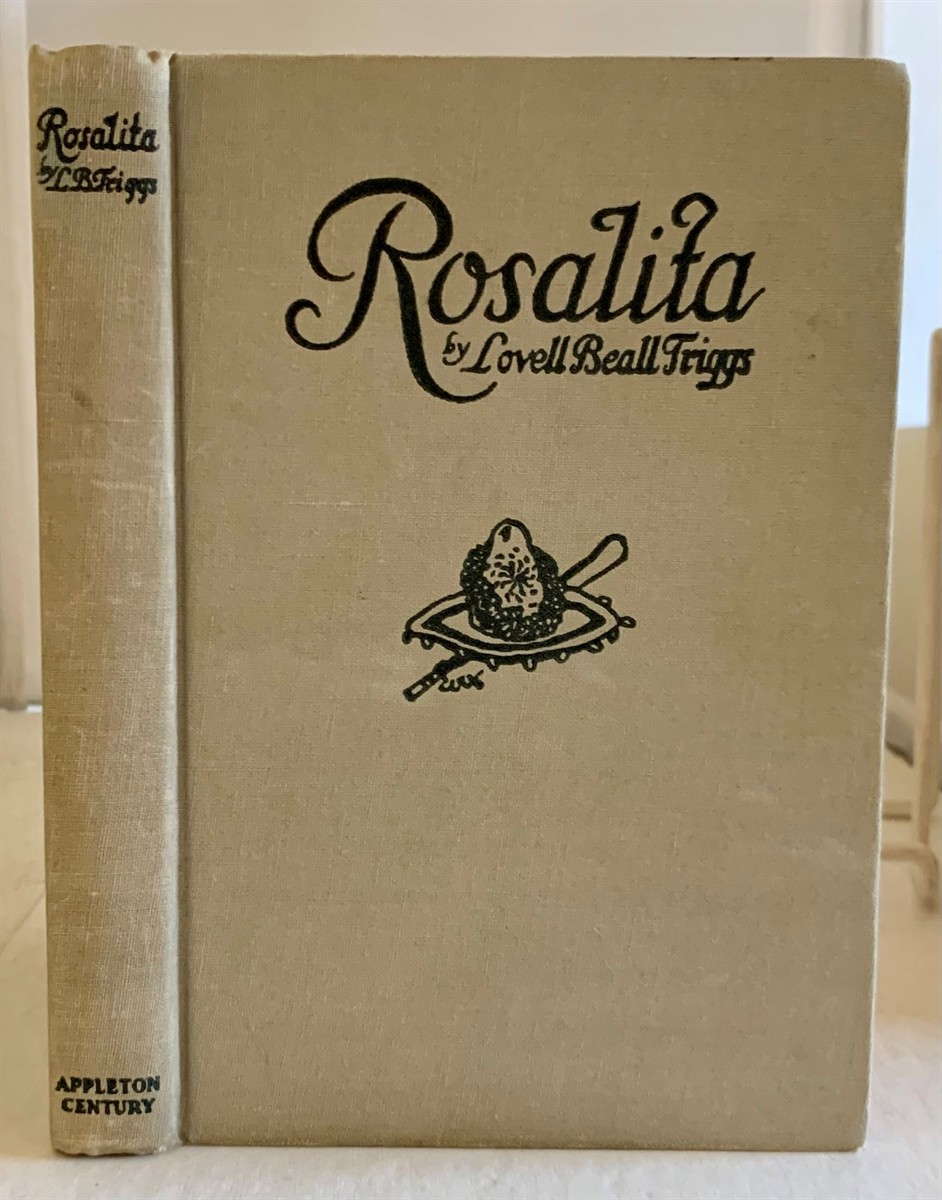 Rosalita
by L B Triggs
APPLETON
CENTURY
Rosalita
by Lovell Beall Triggs